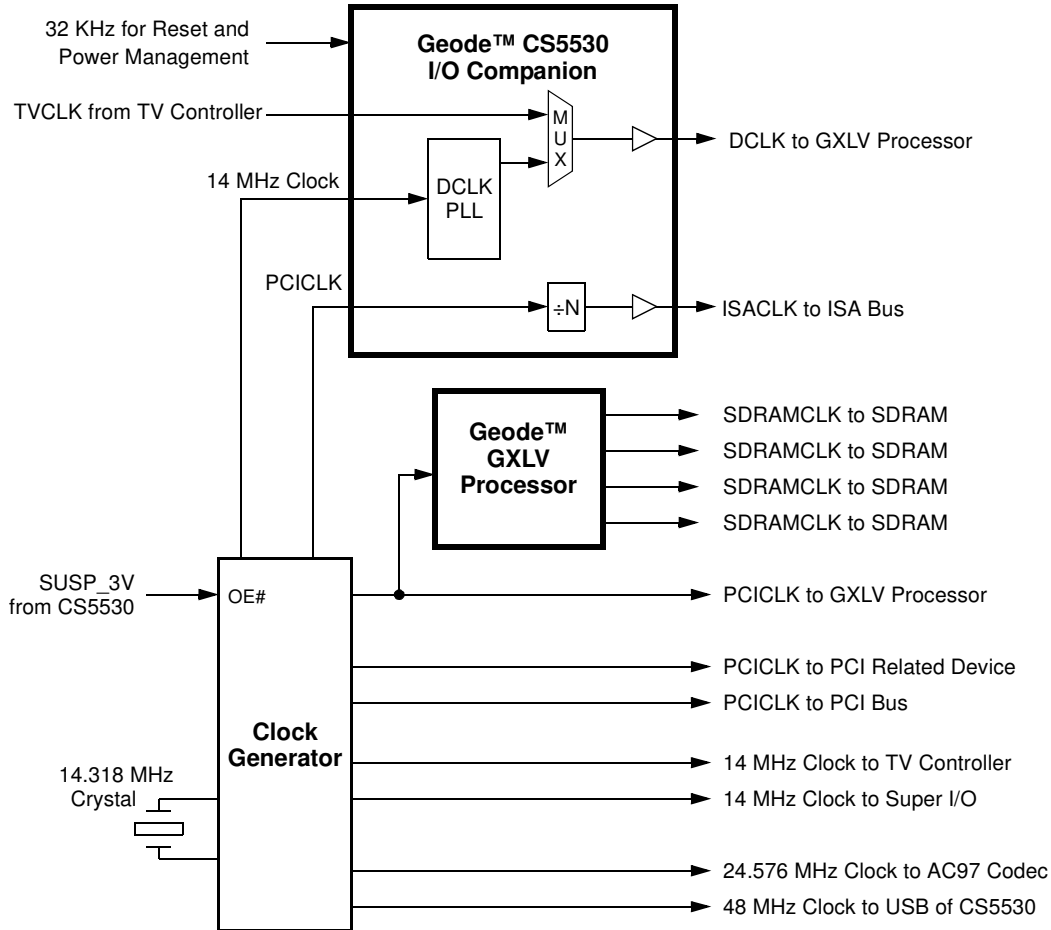 32 KHz for Reset and
Power Management
Geode™ CS5530
I/O Companion
TVCLK from TV Controller
M
U
X
DCLK to GXLV Processor
14 MHz Clock
DCLK
PLL
PCICLK
÷N
ISACLK to ISA Bus
Geode™
GXLV
Processor
SDRAMCLK to SDRAM
SDRAMCLK to SDRAM
SDRAMCLK to SDRAM
SDRAMCLK to SDRAM
SUSP_3V
from CS5530
OE#
PCICLK to GXLV Processor
PCICLK to PCI Related Device
PCICLK to PCI Bus
Clock
Generator
14.318 MHz
Crystal
14 MHz Clock to TV Controller
14 MHz Clock to Super I/O
24.576 MHz Clock to AC97 Codec
48 MHz Clock to USB of CS5530